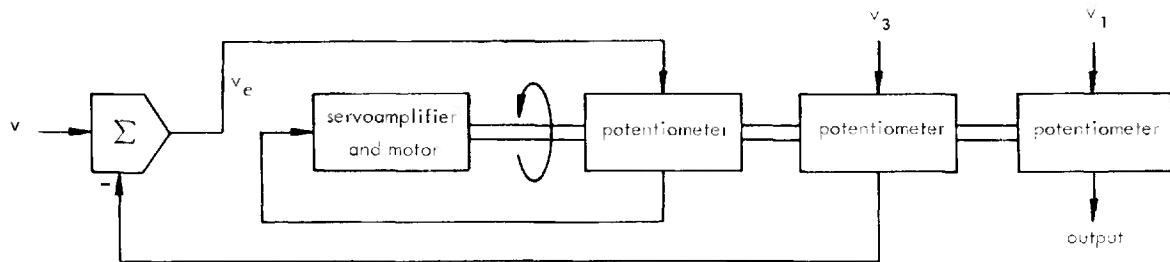 v
Σ
-
v_e
servoamplifier
and motor
potentiometer
v_3
potentiometer
v_1
potentiometer
output